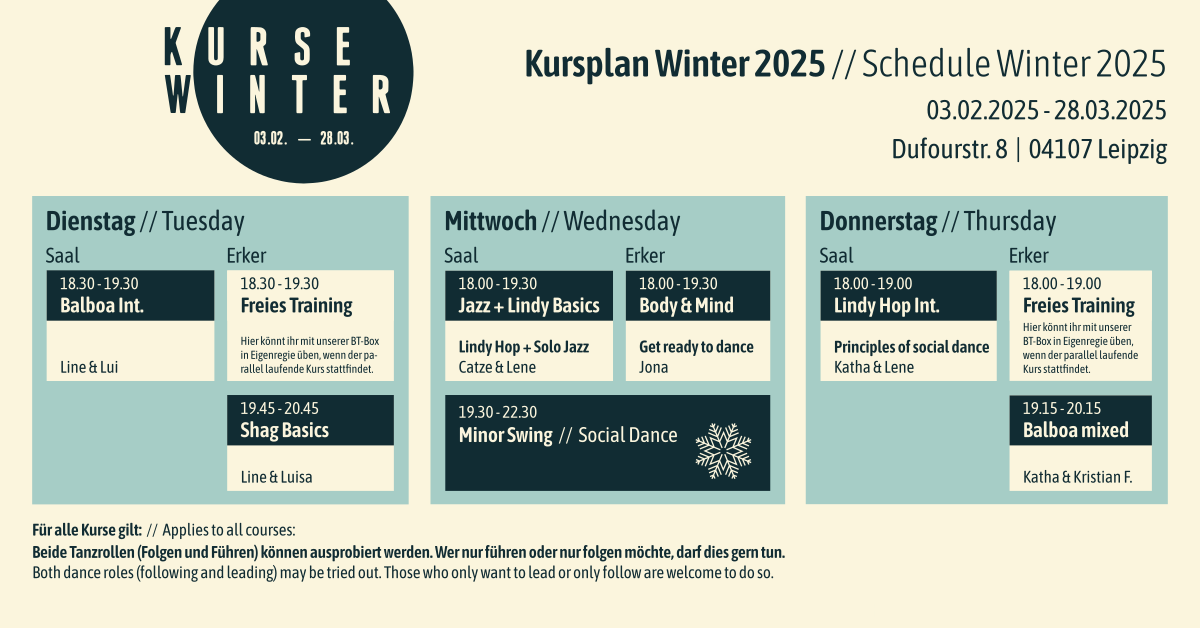 KURSE
WINTER
03.02. — 28.03.
Kursplan Winter 2025 // Schedule Winter 2025
03.02.2025 - 28.03.2025
Dufourstr. 8 | 04107 Leipzig
Dienstag // Tuesday
Saal
18.30 - 19.30
Balboa Int.
Line & Lui
Erker
18.30 - 19.30
Freies Training
Hier könnt ihr mit unserer BT-Box
in Eigenregie üben, wenn der pa-
rallel laufende Kurs stattfindet.
19.45 - 20.45
Shag Basics
Line & Luisa
Mittwoch // Wednesday
Saal
18.00 - 19.30
Jazz + Lindy Basics
Lindy Hop + Solo Jazz
Catze & Lene
Erker
18.00 - 19.30
Body & Mind
Get ready to dance
Jona
19.30 - 22.30
Minor Swing // Social Dance
Donnerstag // Thursday
Saal
18.00 - 19.00
Lindy Hop Int.
Principles of social dance
Katha & Lene
Erker
18.00 - 19.00
Freies Training
Hier könnt ihr mit unserer
BT-Box in Eigenregie üben,
wenn der parallel laufende
Kurs stattfindet.
19.15 - 20.15
Balboa mixed
Katha & Kristian F.
Für alle Kurse gilt: // Applies to all courses:
Beide Tanzrollen (Folgen und Führen) können ausprobiert werden. Wer nur führen oder nur folgen möchte, darf dies gern tun.
Both dance roles (following and leading) may be tried out. Those who only want to lead or only follow are welcome to do so.